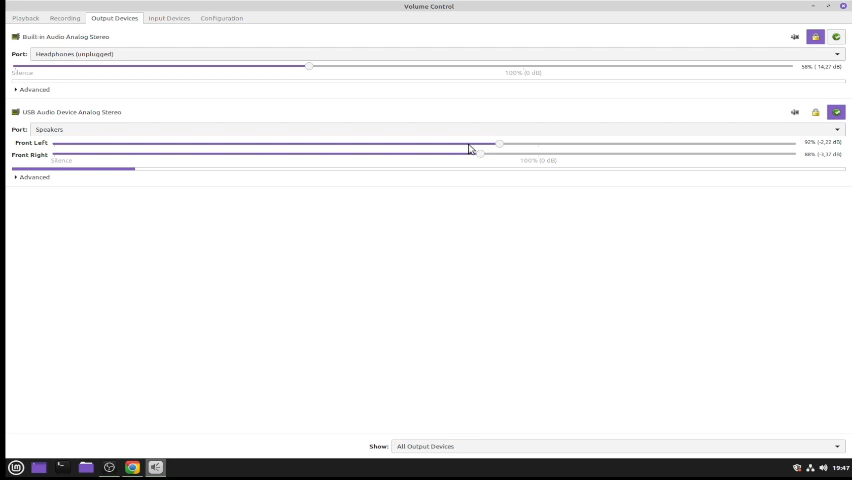 Volume Control
Playback Recording Output Devices Input Devices Configuration
Built-in Audio Analog Stereo
Port: Headphones (unplugged)
58% (-14,27 dB)
Silence 100% (0 dB)
Advanced
USB Audio Device Analog Stereo
Port: Speakers
Front Left 92% (-2,22 dB)
Front Right 88% (-3,37 dB)
Silence 100% (0 dB)
Advanced
Show: All Output Devices
19:47